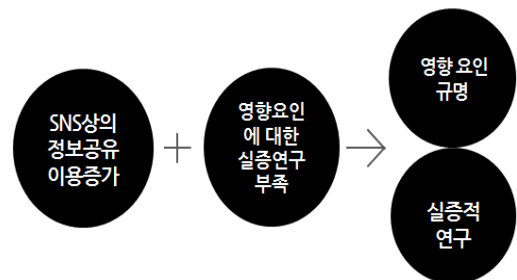 SNS상의
정보공유
이용증가
+
영향요인
에 대한
실증연구
부족
영향 요인
규명
실증적
연구